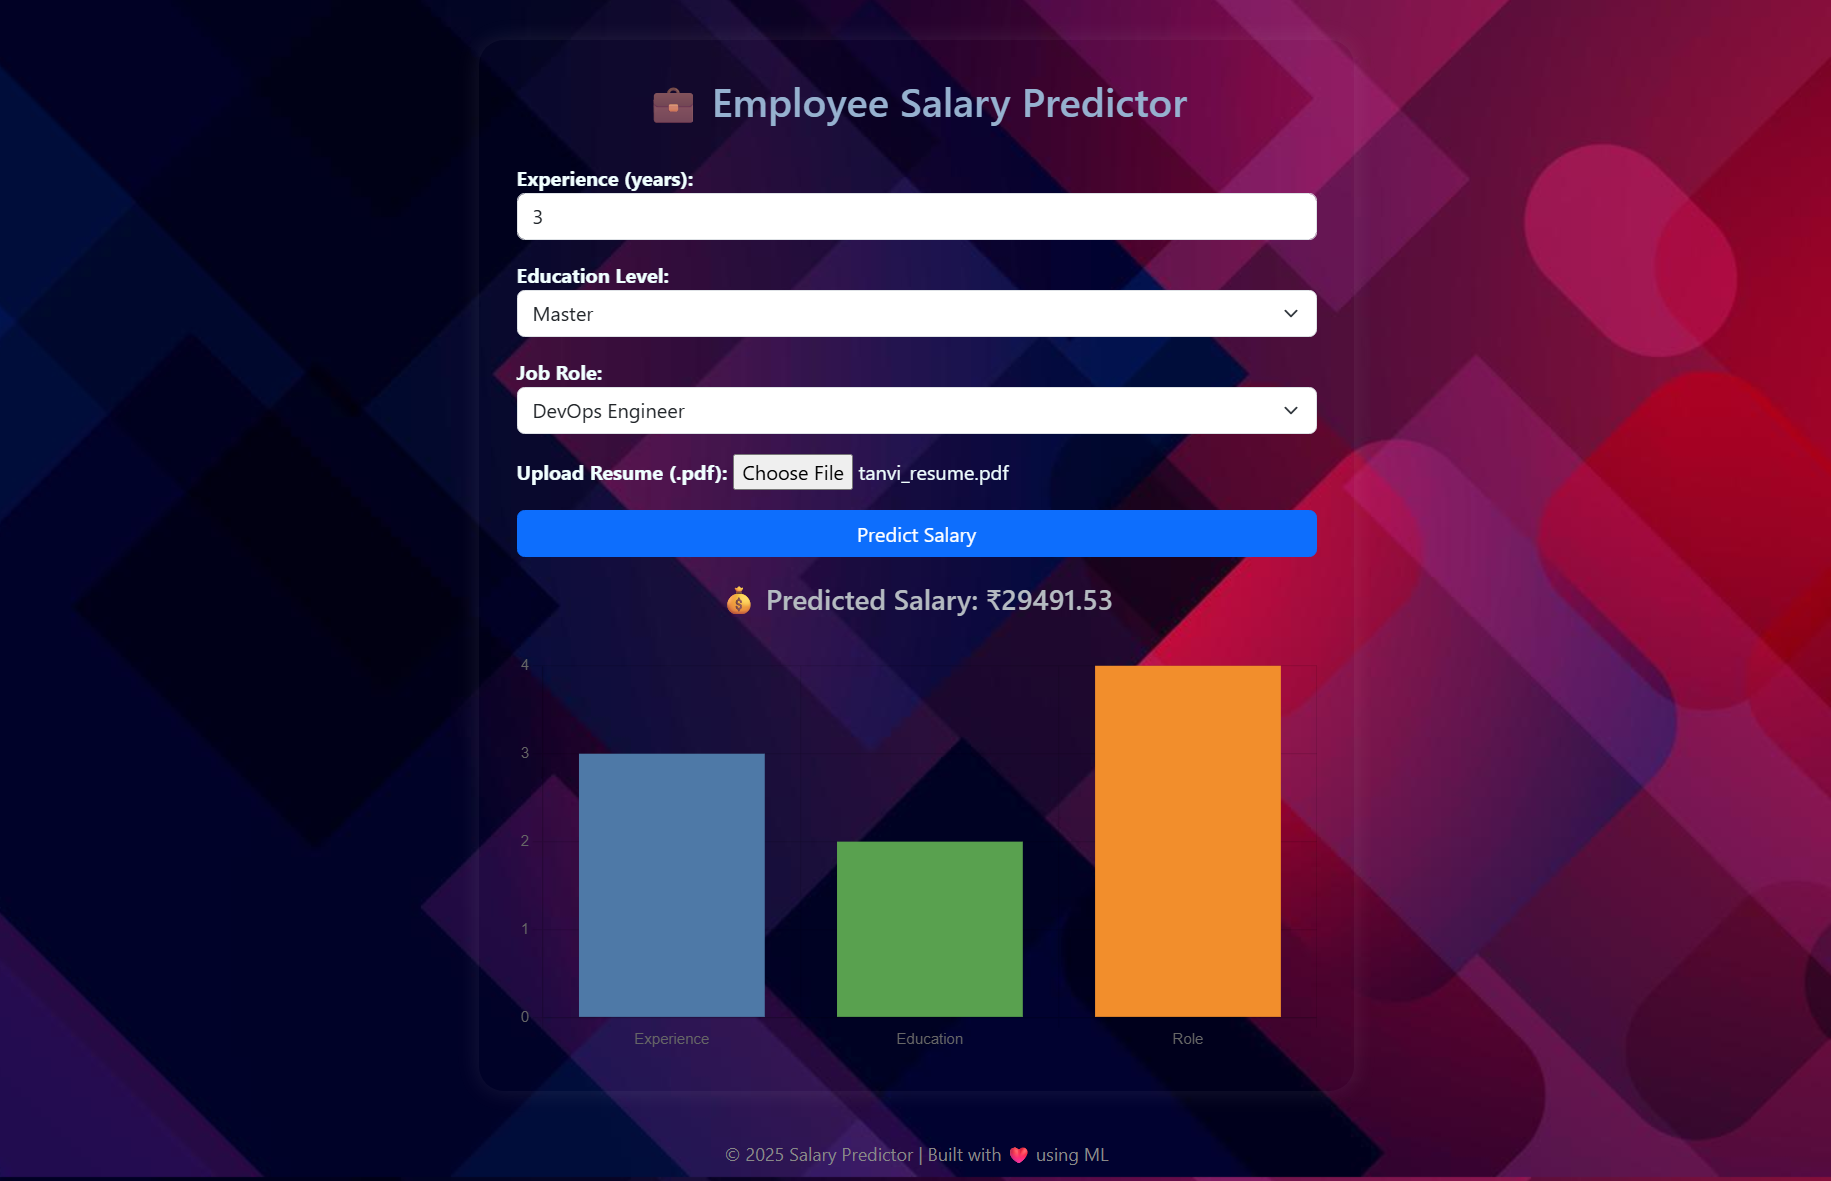 💼 Employee Salary Predictor
Experience (years):
3
Education Level:
Master
Job Role:
DevOps Engineer
Upload Resume (.pdf): Choose File tanvi_resume.pdf
Predict Salary
💰 Predicted Salary: ₹29491.53
4
3
2
1
0
Experience Education Role
© 2025 Salary Predictor | Built with ❤️ using ML